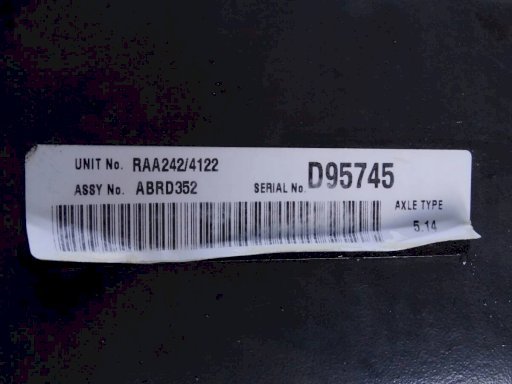 UNIT No. RAA242/4122
ASSY No. ABRD352 SERIAL No. D95745
AXLE TYPE
5.14